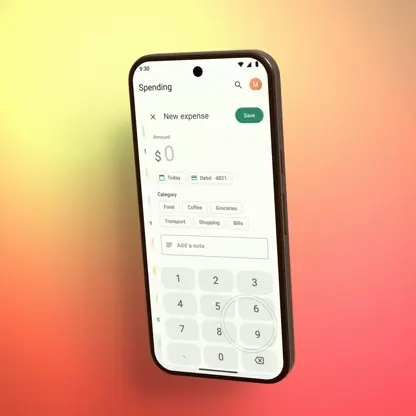 9:30
Spending
M
New expense
Save
Amount
$0
Today
Debit · 4821
Category
Food
Coffee
Groceries
Transport
Shopping
Bills
Add a note
1 2 3
4 5 6
7 8 9
. 0